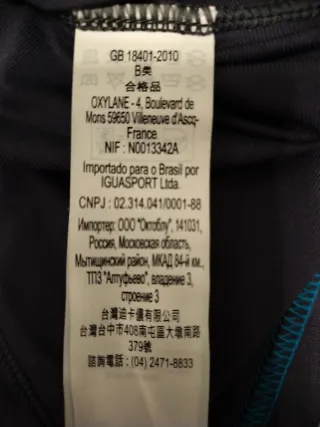 GB 18401-2010
B类
合格品
OXYLANE - 4, Boulevard de
Mons 59650 Villeneuve d'Ascq-
France
NIF : N0013342A
Importado para o Brasil por
IGUASPORT Ltda.
CNPJ : 02.314.041/0001-88
Импортер: ООО "Октоблу", 141031,
Россия, Московская область,
Мытищинский район, МКАД 84-й км.,
ТПЗ "Алтуфьево", владение 3,
строение 3
台灣迪卡儂有限公司
台灣台中市408南屯區大墩南路
379號
諮詢電話: (04) 2471-8833